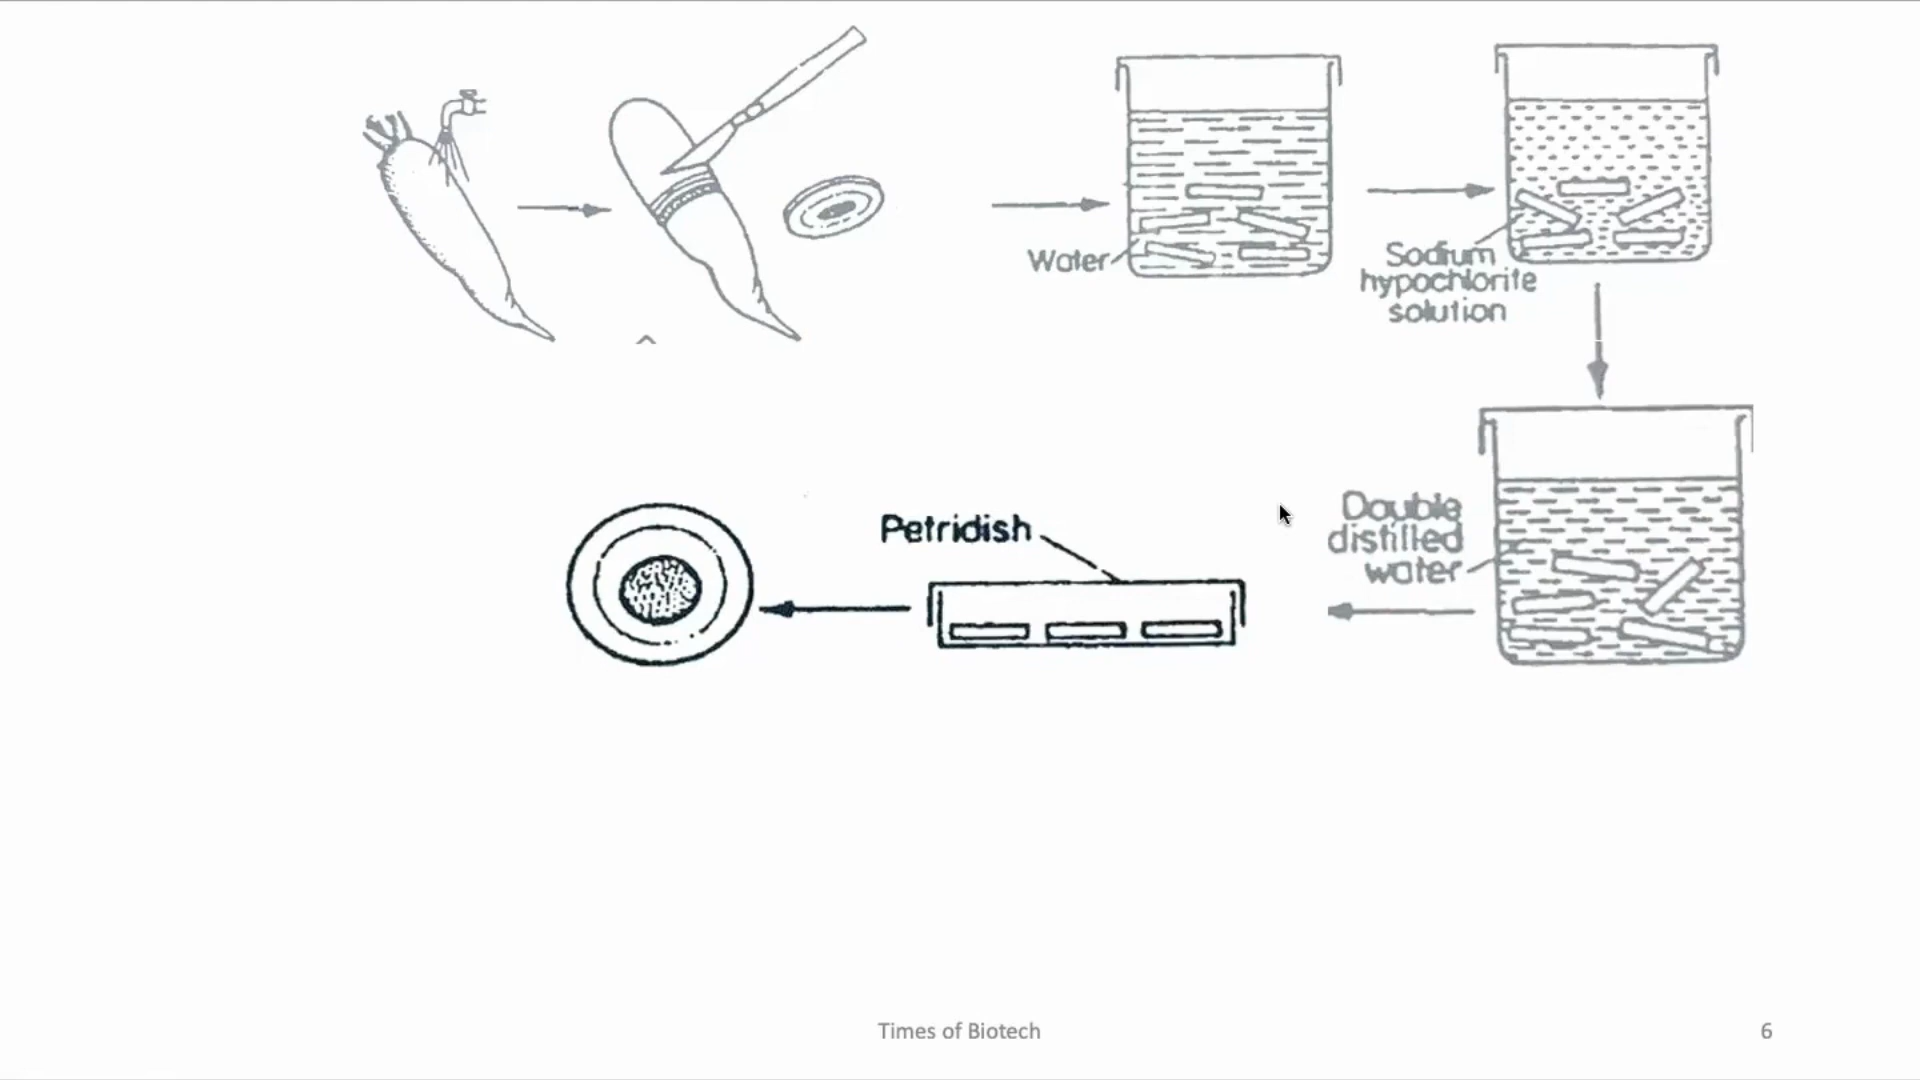 Water
Sodium
hypochlorite
solution
Double
distilled
water
Petridish
Times of Biotech
6